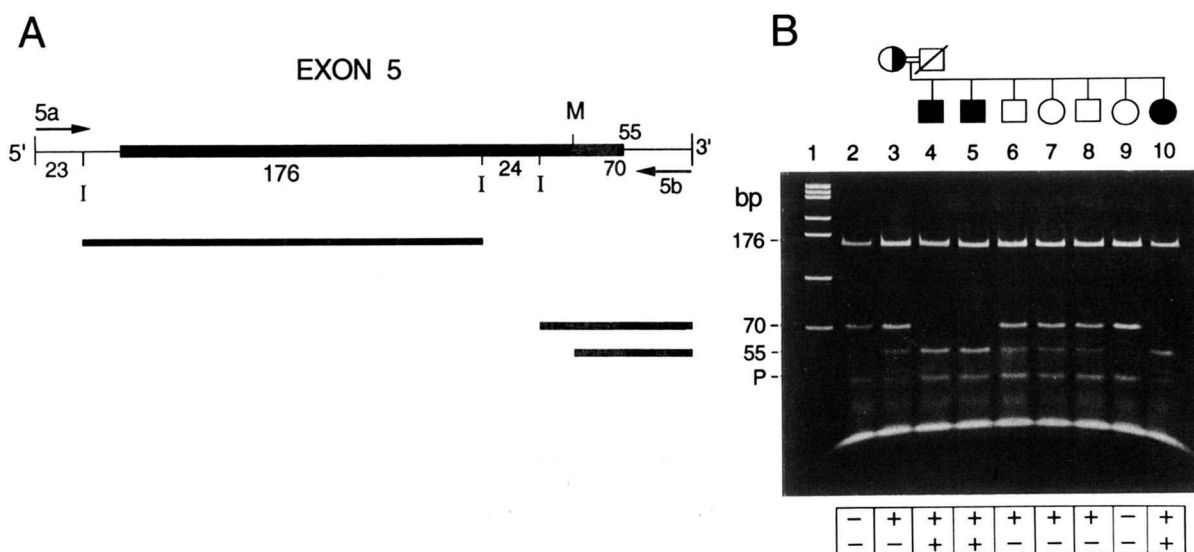 A
EXON 5
5a
M
55
5'
3'
23
176
24
70
I
I
I
5b
B
1 2 3 4 5 6 7 8 9 10
bp
176
70
55
P
− + + + + + + − +
− − + + − − − − +